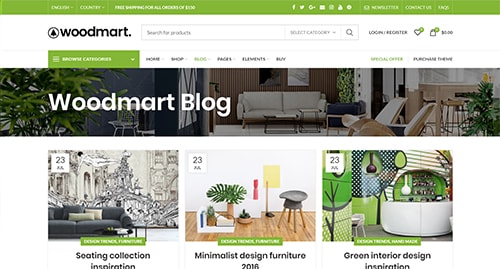 ENGLISH COUNTRY FREE SHIPPING FOR ALL ORDERS OF $150 NEWSLETTER CONTACT US FAQS
woodmart. Search for products SELECT CATEGORY LOGIN / REGISTER 0 0 $0.00
BROWSE CATEGORIES HOME SHOP BLOG PAGES ELEMENTS BUY SPECIAL OFFER PURCHASE THEME
Woodmart Blog
23 23 23
JUL JUL JUL
DESIGN TRENDS, FURNITURE DESIGN TRENDS, FURNITURE DESIGN TRENDS, HAND MADE
Seating collection Minimalist design furniture Green interior design
inspiration 2016 inspiration